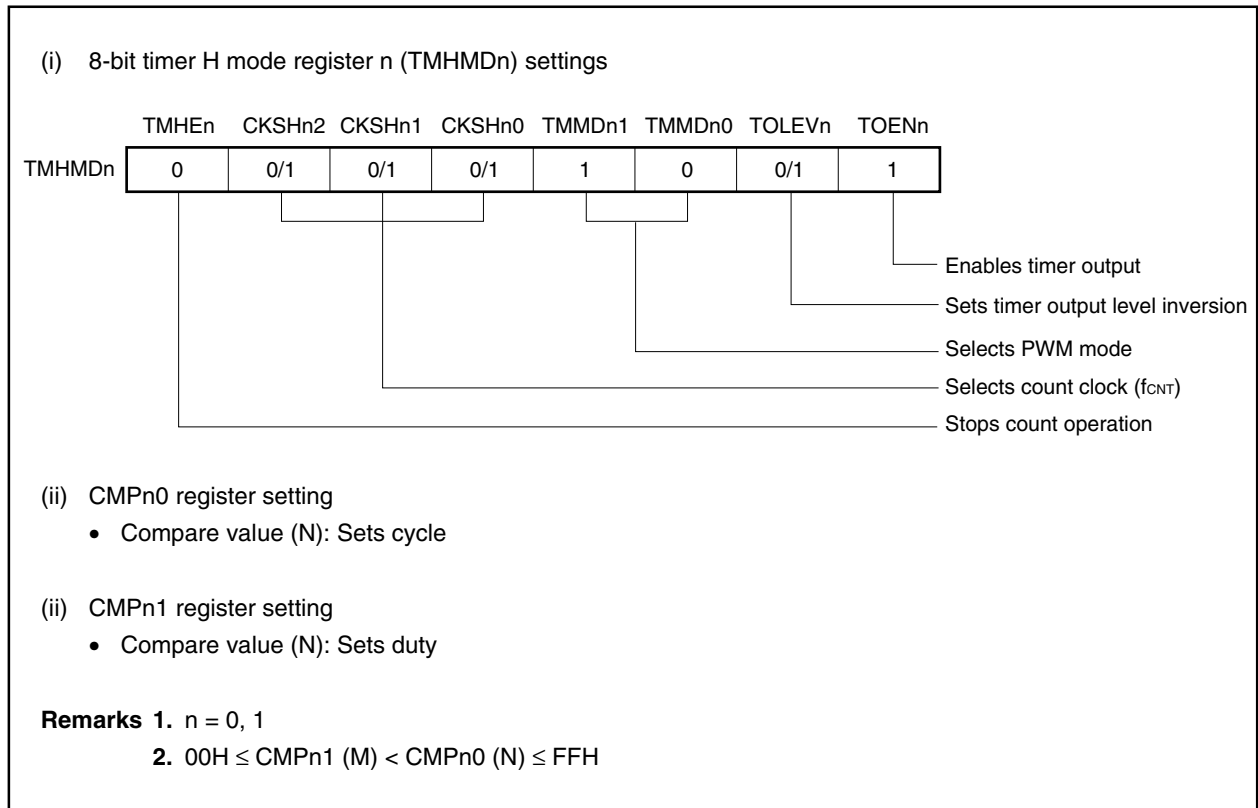 (i) 8-bit timer H mode register n (TMHMDn) settings
TMHEn CKSHn2 CKSHn1 CKSHn0 TMMDn1 TMMDn0 TOLEVn TOENn
TMHMDn 0 0/1 0/1 0/1 1 0 0/1 1
Enables timer output
Sets timer output level inversion
Selects PWM mode
Selects count clock (fCNT)
Stops count operation
(ii) CMPn0 register setting
• Compare value (N): Sets cycle
(ii) CMPn1 register setting
• Compare value (N): Sets duty
Remarks 1. n = 0, 1
2. 00H ≤ CMPn1 (M) < CMPn0 (N) ≤ FFH